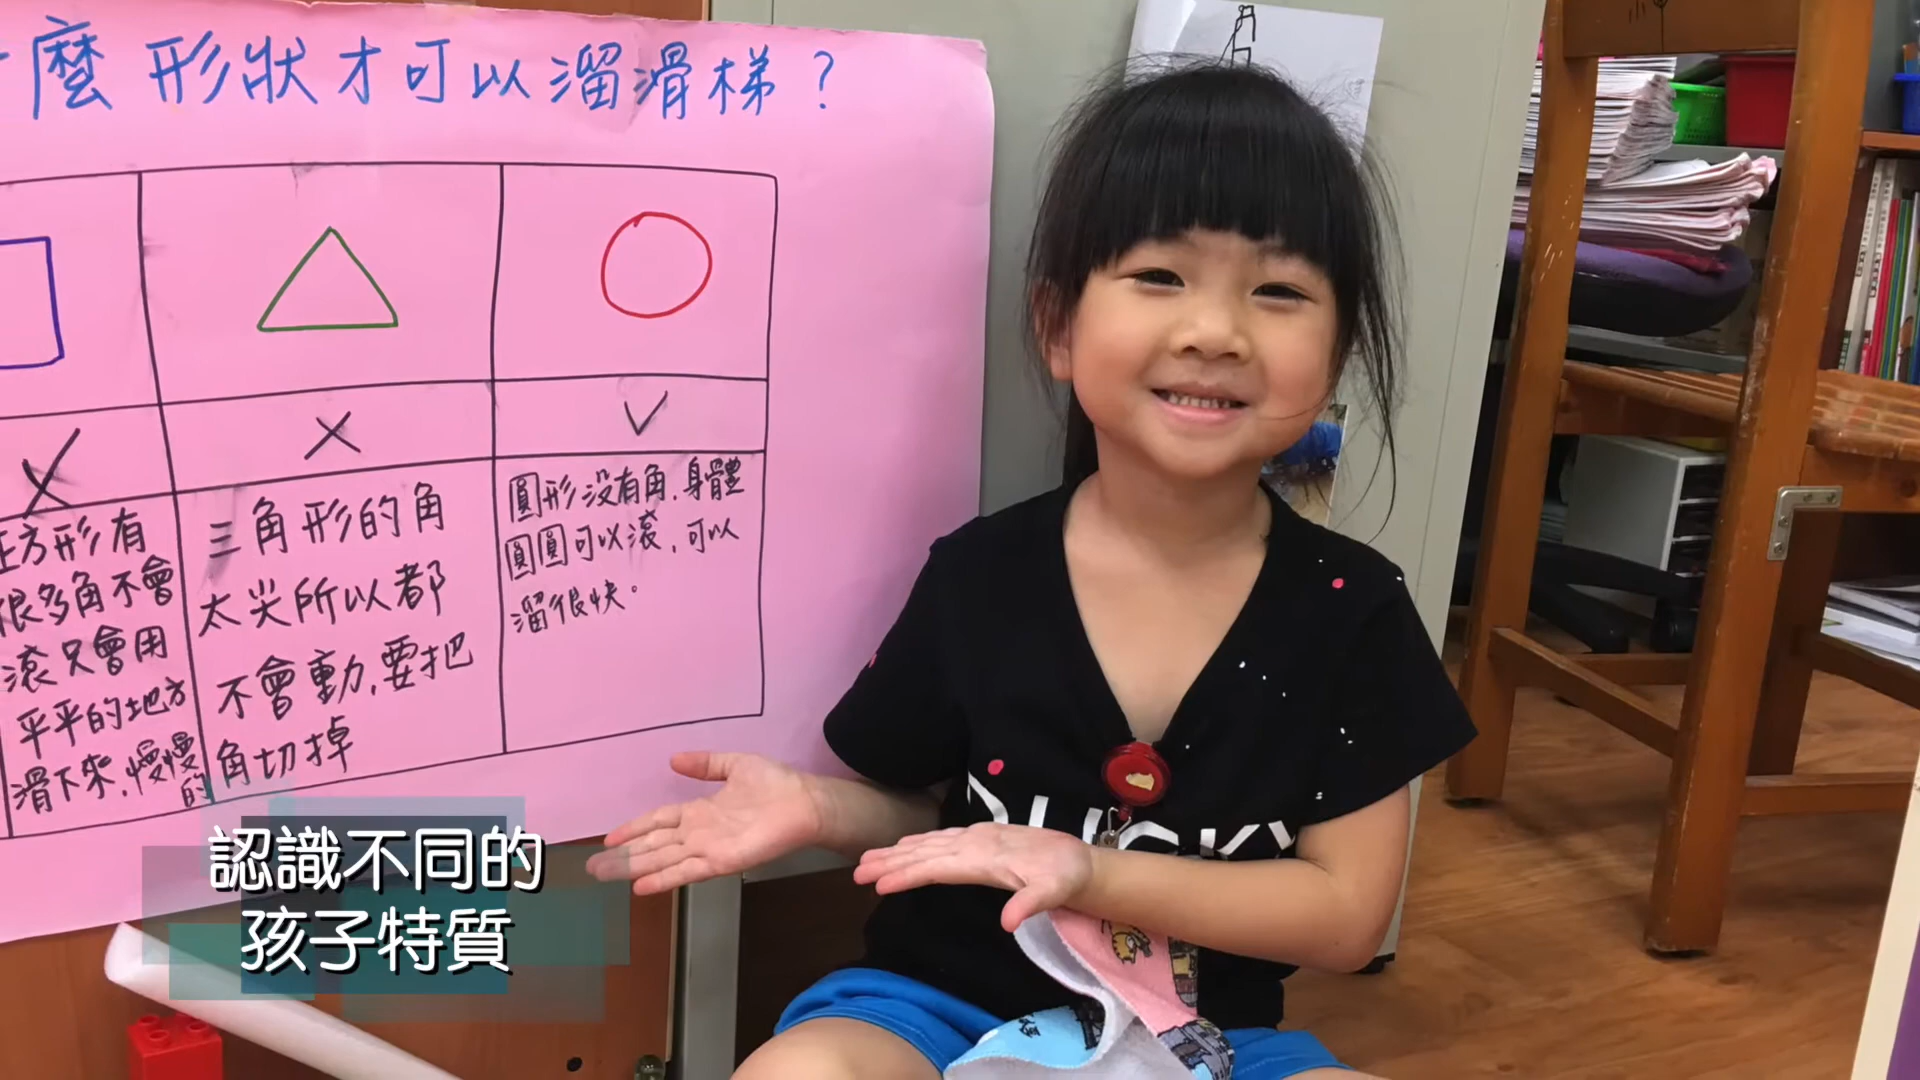 麼形狀才可以溜滑梯？
X
X
V
正方形有
很多角不會
滾只會用
平平的地方
滑下來，慢慢
的
三角形的角
太尖所以都
不會動，要把
角切掉
圓形沒有角，身體
圓圓可以滾，可以
溜很快。
認識不同的
孩子特質